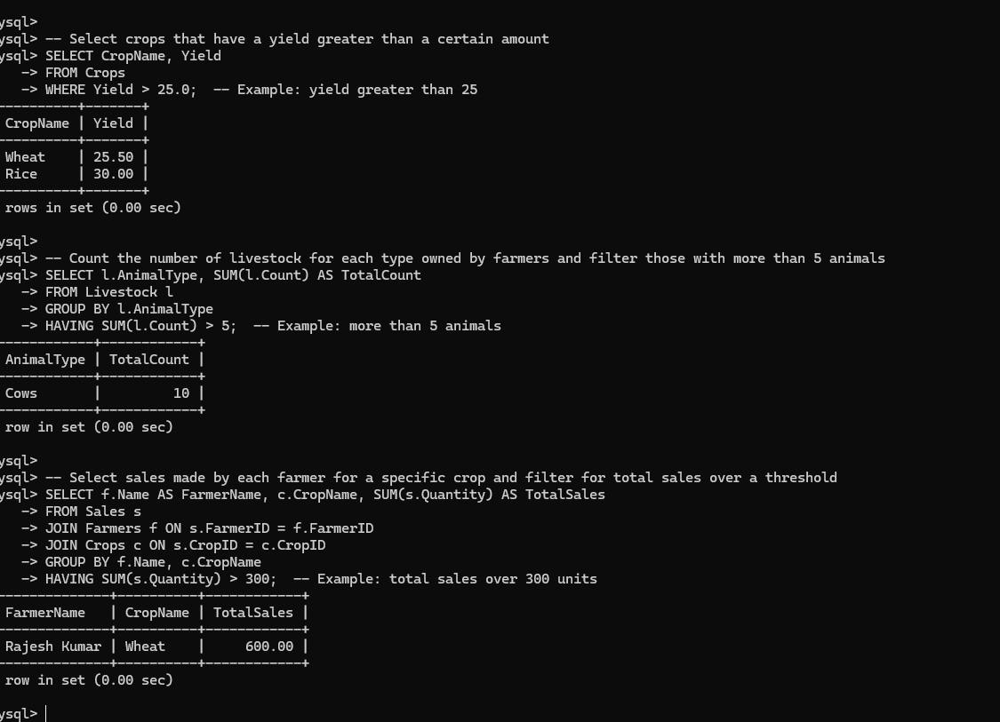 ysql>
ysql> -- Select crops that have a yield greater than a certain amount
ysql> SELECT CropName, Yield
   -> FROM Crops
   -> WHERE Yield > 25.0;  -- Example: yield greater than 25
----------+-------+
CropName | Yield |
----------+-------+
Wheat    | 25.50 |
Rice     | 30.00 |
----------+-------+
rows in set (0.00 sec)
ysql>
ysql> -- Count the number of livestock for each type owned by farmers and filter those with more than 5 animals
ysql> SELECT l.AnimalType, SUM(l.Count) AS TotalCount
   -> FROM Livestock l
   -> GROUP BY l.AnimalType
   -> HAVING SUM(l.Count) > 5;  -- Example: more than 5 animals
------------+------------+
AnimalType | TotalCount |
------------+------------+
Cows       |         10 |
------------+------------+
row in set (0.00 sec)
ysql>
ysql> -- Select sales made by each farmer for a specific crop and filter for total sales over a threshold
ysql> SELECT f.Name AS FarmerName, c.CropName, SUM(s.Quantity) AS TotalSales
   -> FROM Sales s
   -> JOIN Farmers f ON s.FarmerID = f.FarmerID
   -> JOIN Crops c ON s.CropID = c.CropID
   -> GROUP BY f.Name, c.CropName
   -> HAVING SUM(s.Quantity) > 300;  -- Example: total sales over 300 units
--------------+----------+------------+
FarmerName   | CropName | TotalSales |
--------------+----------+------------+
Rajesh Kumar | Wheat    |     600.00 |
--------------+----------+------------+
row in set (0.00 sec)
ysql>